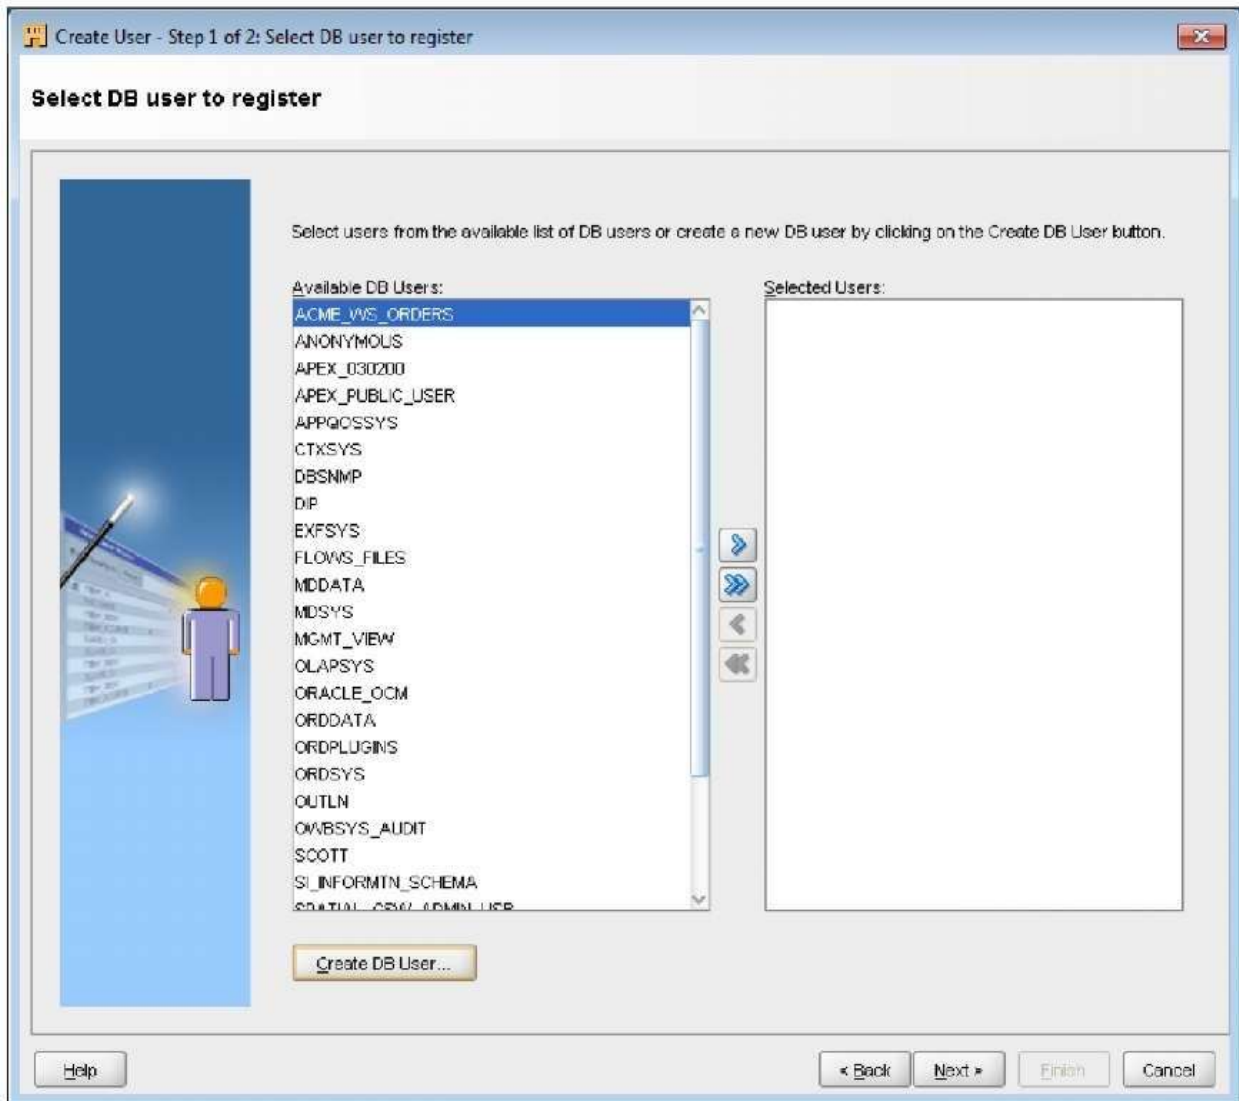 Create User - Step 1 of 2: Select DB user to register
Select DB user to register
Select users from the available list of DB users or create a new DB user by clicking on the Create DB User button.
Available DB Users:
Selected Users:
ACME_WS_ORDERS
ANONYMOUS
APEX_030200
APEX_PUBLIC_USER
APPQOSSYS
CTXSYS
DBSNMP
DIP
EXFSYS
FLOWS_FILES
MDDATA
MDSYS
MGMT_VIEW
OLAPSYS
ORACLE_OCM
ORDDATA
ORDPLUGINS
ORDSYS
OUTLN
OWBSYS_AUDIT
SCOTT
SI_INFORMTN_SCHEMA
SPATIAL_CSW_ADMIN_USR
Create DB User...
Help
< Back
Next >
Finish
Cancel